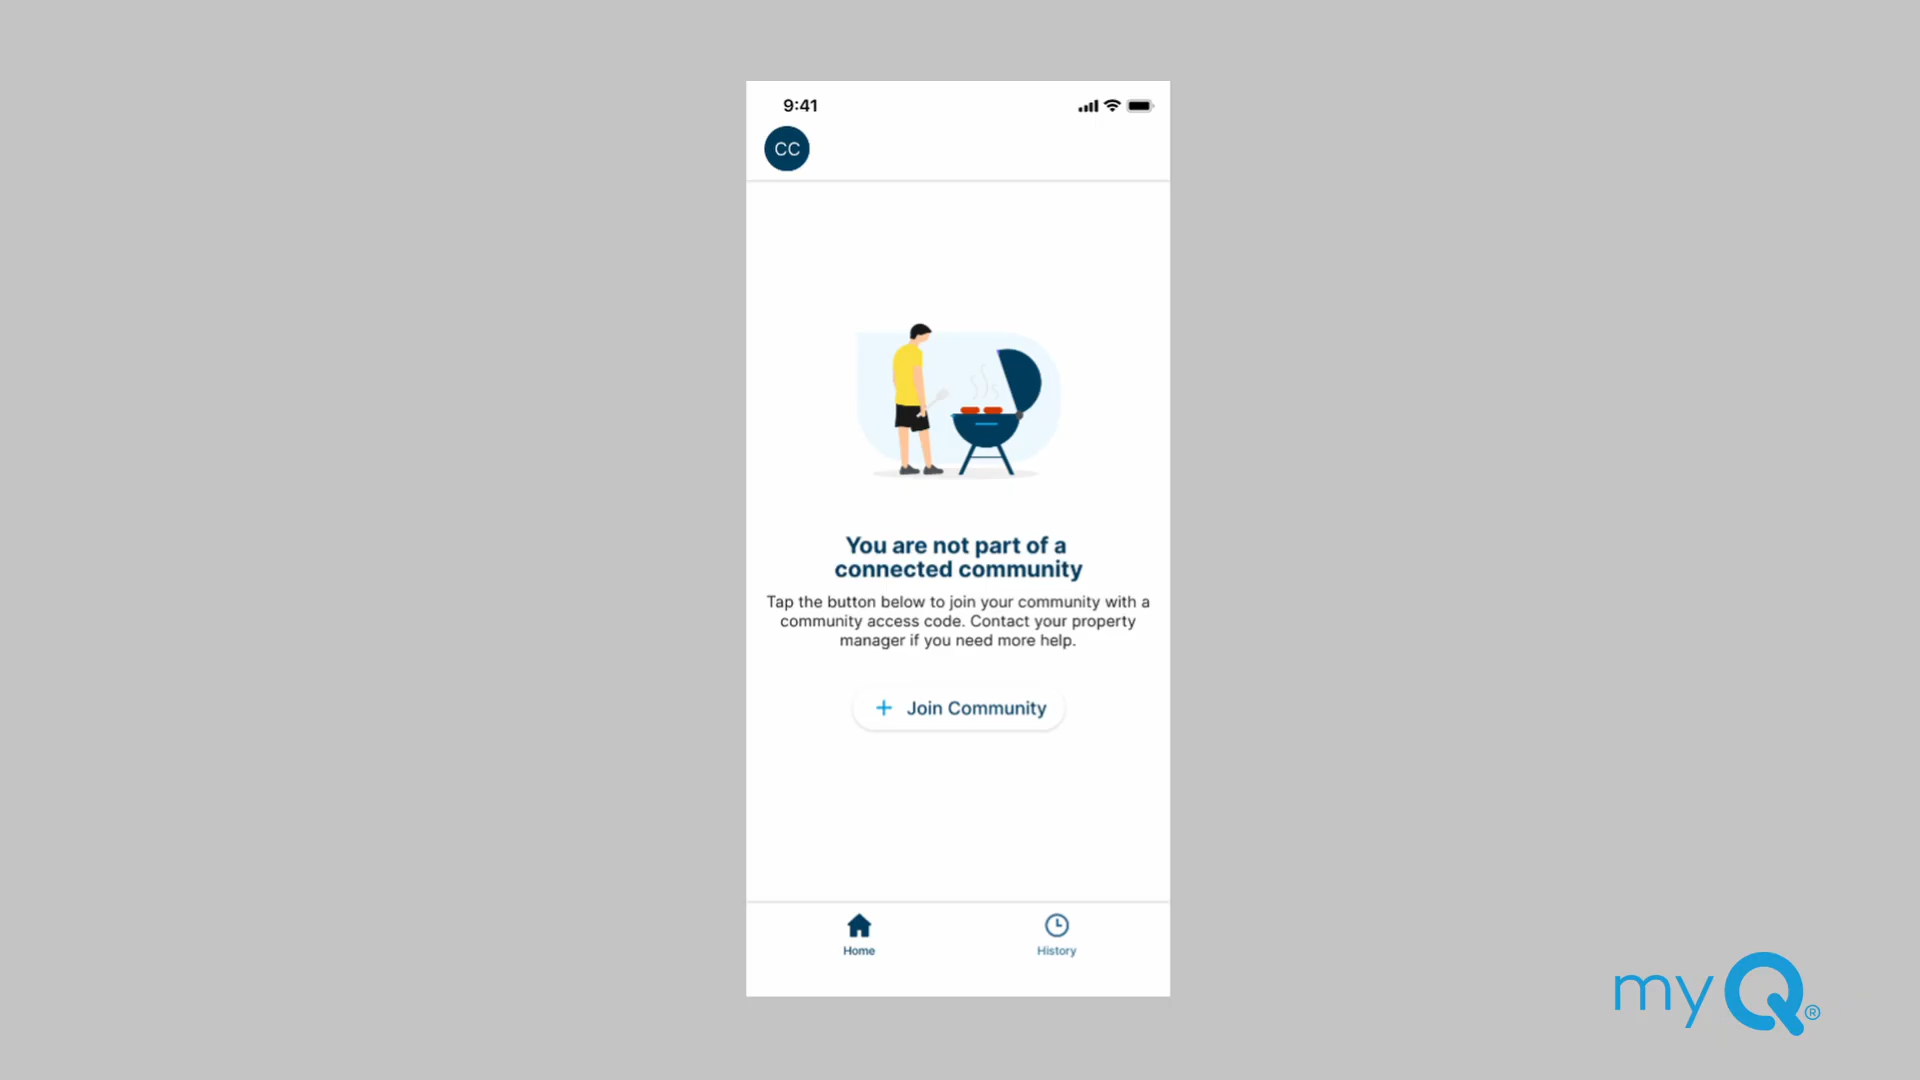 9:41
CC
You are not part of a
connected community
Tap the button below to join your community with a
community access code. Contact your property
manager if you need more help.
+ Join Community
Home
History
myQ®